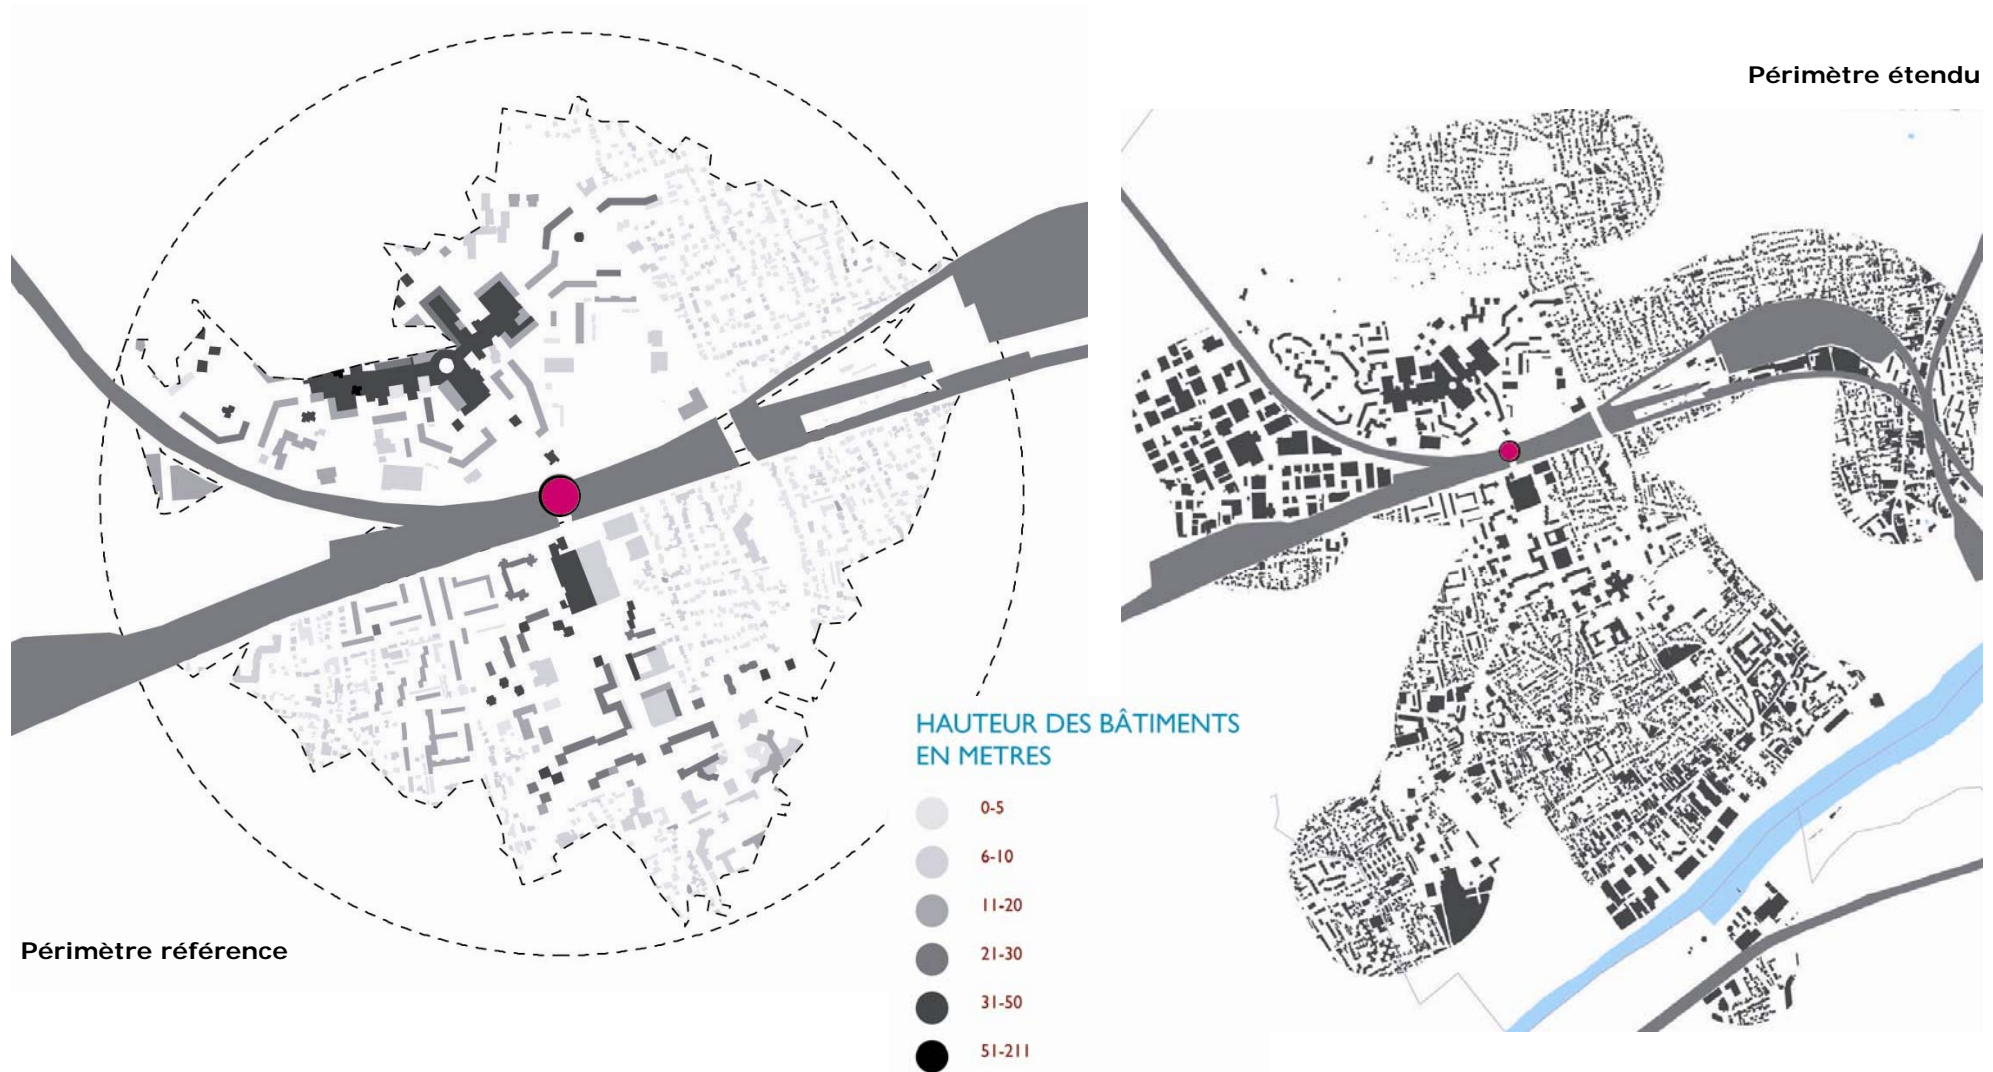 Périmètre étendu
Périmètre référence
HAUTEUR DES BÂTIMENTS
EN METRES
0-5
6-10
11-20
21-30
31-50
51-211